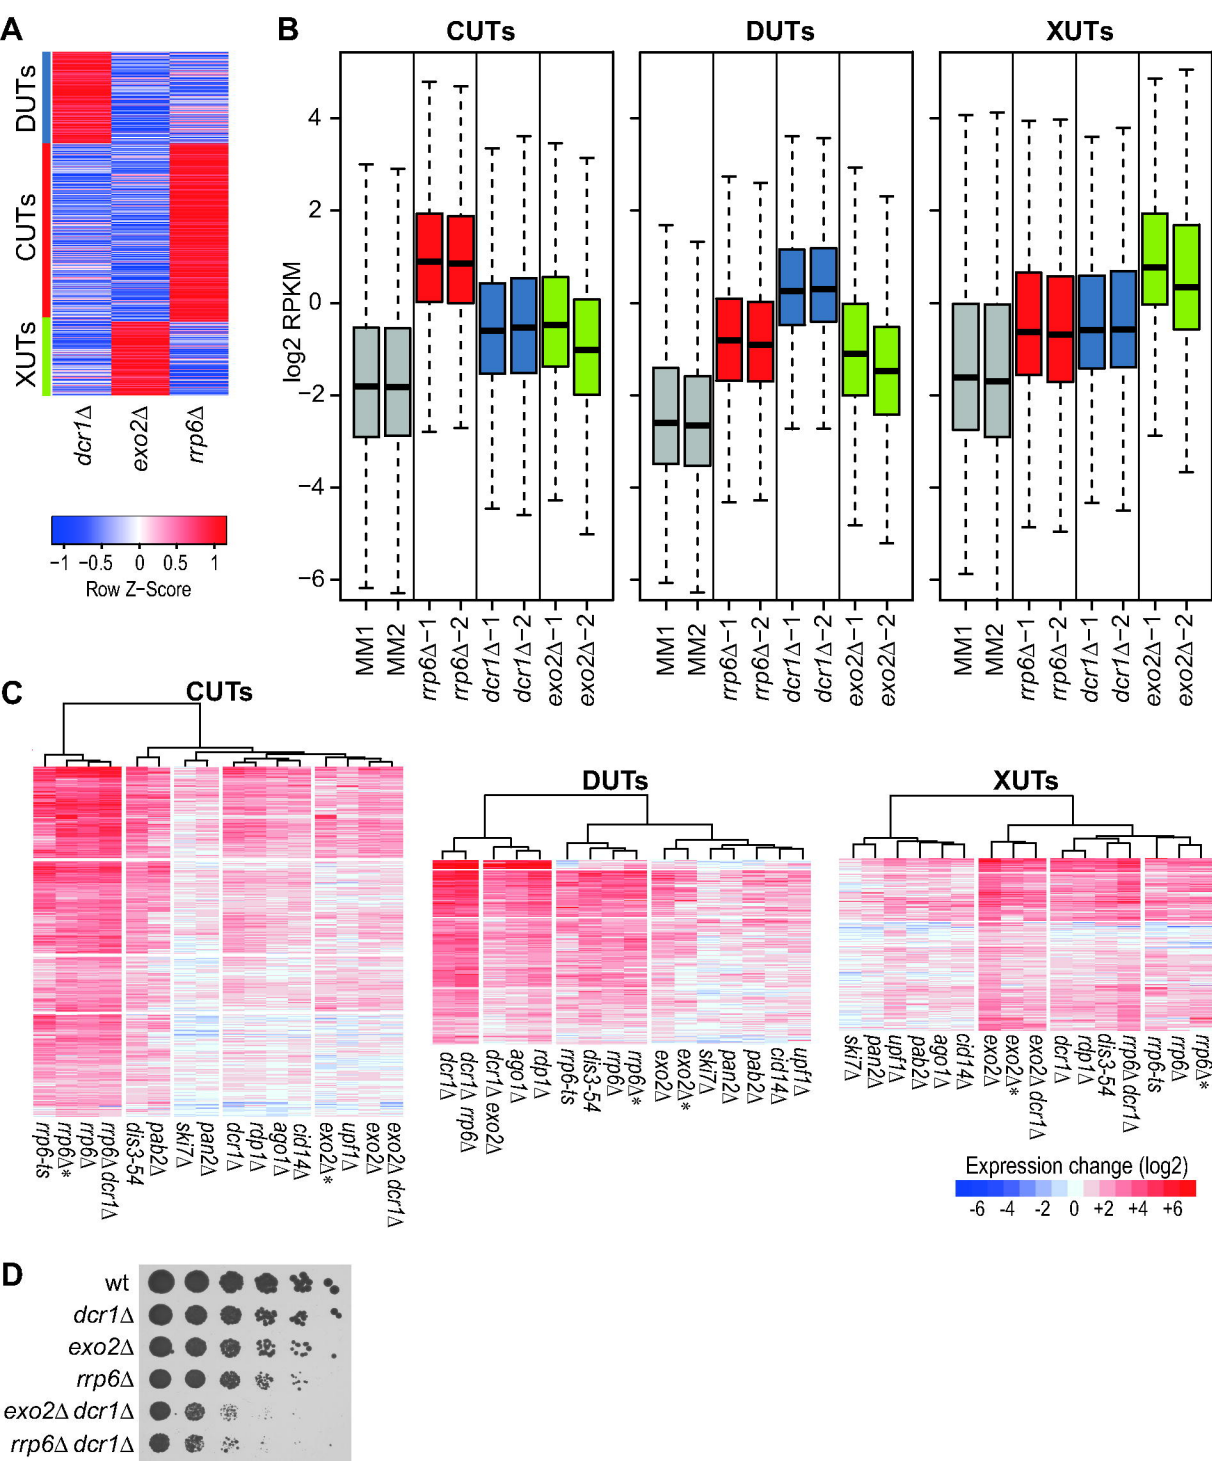 A
DUTs
CUTs
XUTs
dcr1Δ
exo2Δ
rrp6Δ
−1 −0.5 0 0.5 1
Row Z−Score
B
CUTs
DUTs
XUTs
log2 RPKM
4
2
0
−2
−4
−6
MM1
MM2
rrp6Δ−1
rrp6Δ−2
dcr1Δ−1
dcr1Δ−2
exo2Δ−1
exo2Δ−2
MM1
MM2
rrp6Δ−1
rrp6Δ−2
dcr1Δ−1
dcr1Δ−2
exo2Δ−1
exo2Δ−2
MM1
MM2
rrp6Δ−1
rrp6Δ−2
dcr1Δ−1
dcr1Δ−2
exo2Δ−1
exo2Δ−2
C
CUTs
rrp6-ts
rrp6Δ*
rrp6Δ
rrp6Δ dcr1Δ
dis3-54
pab2Δ
ski7Δ
pan2Δ
dcr1Δ
rdp1Δ
ago1Δ
cid14Δ
exo2Δ*
upf1Δ
exo2Δ
exo2Δ dcr1Δ
DUTs
dcr1Δ
dcr1Δ rrp6Δ
dcr1Δ exo2Δ
ago1Δ
rdp1Δ
rrp6-ts
dis3-54
rrp6Δ
rrp6Δ*
exo2Δ
exo2Δ*
ski7Δ
pan2Δ
pab2Δ
cid14Δ
upf1Δ
XUTs
ski7Δ
pan2Δ
upf1Δ
pab2Δ
ago1Δ
cid14Δ
exo2Δ
exo2Δ*
exo2Δ dcr1Δ
dcr1Δ
rdp1Δ
dis3-54
rrp6Δ dcr1Δ
rrp6-ts
rrp6Δ
rrp6Δ*
Expression change (log2)
-6 -4 -2 0 +2 +4 +6
D
wt
dcr1Δ
exo2Δ
rrp6Δ
exo2Δ dcr1Δ
rrp6Δ dcr1Δ